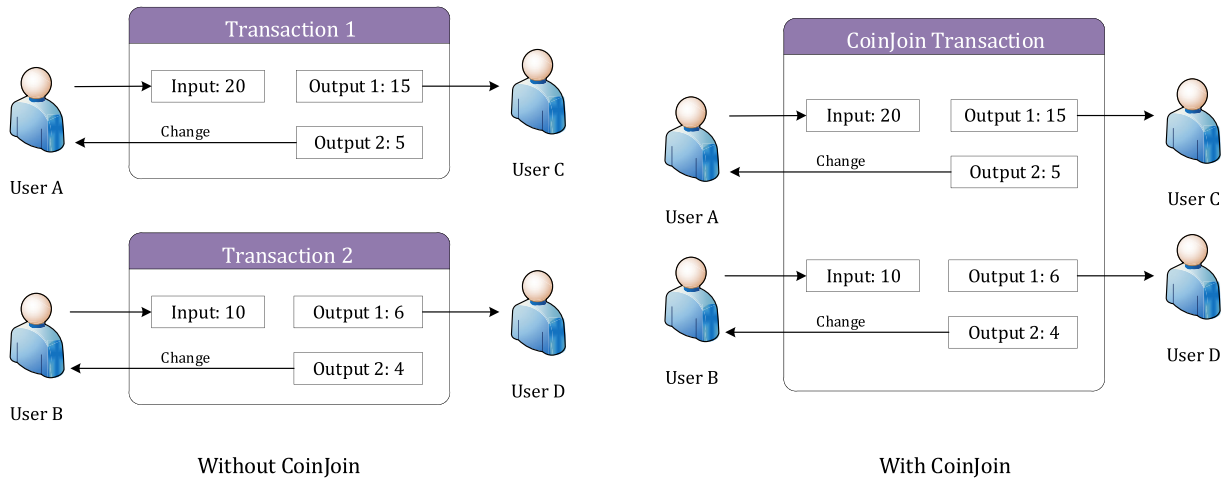 Transaction 1
Input: 20
Output 1: 15
Change
Output 2: 5
User A
User C
Transaction 2
Input: 10
Output 1: 6
Change
Output 2: 4
User B
User D
Without CoinJoin
CoinJoin Transaction
Input: 20
Output 1: 15
Change
Output 2: 5
User A
User C
Input: 10
Output 1: 6
Change
Output 2: 4
User B
User D
With CoinJoin